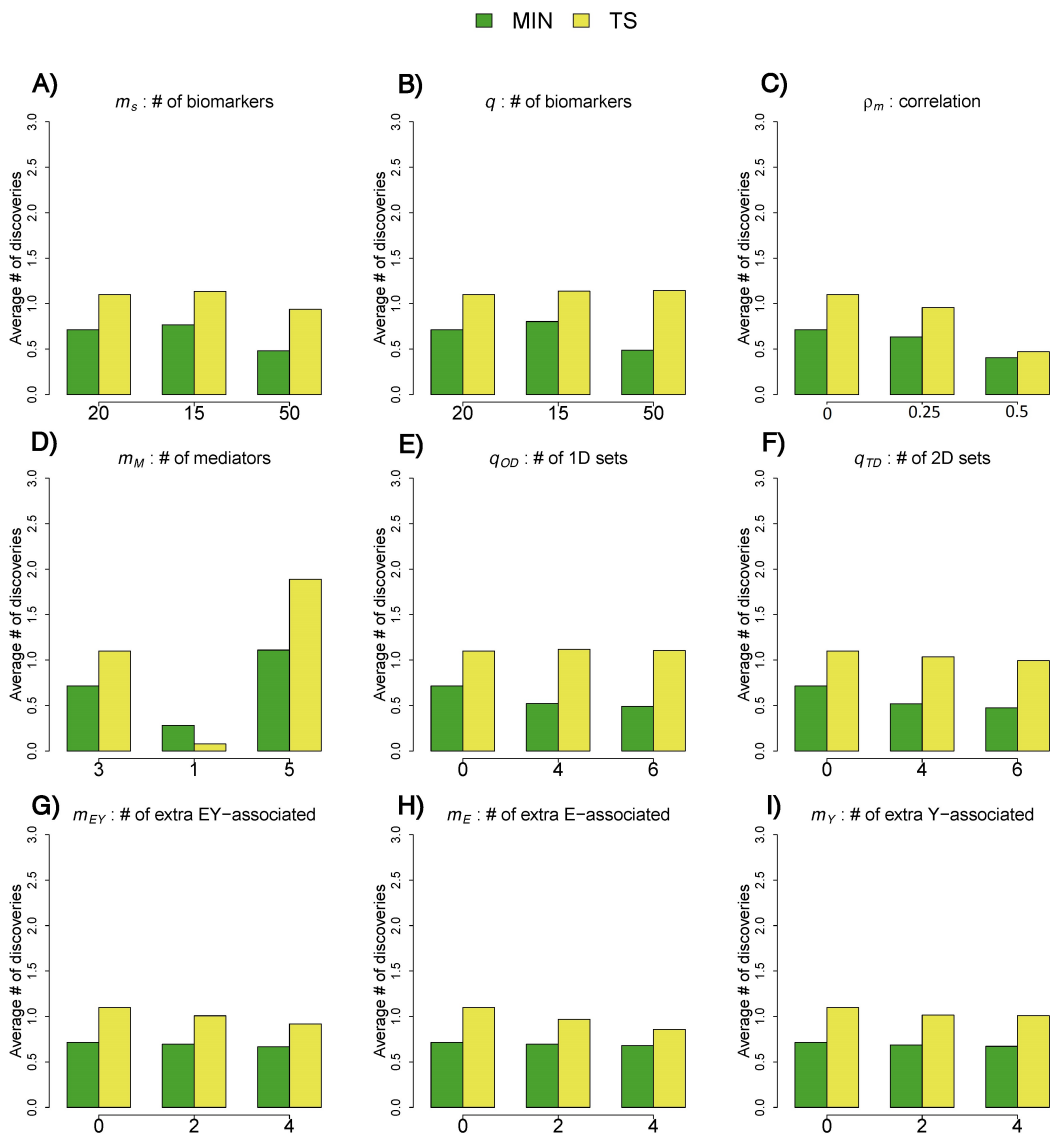 MIN TS
A)
m_s : # of biomarkers
Average # of discoveries
0.0 0.5 1.0 1.5 2.0 2.5 3.0
20 15 50
B)
q : # of biomarkers
Average # of discoveries
0.0 0.5 1.0 1.5 2.0 2.5 3.0
20 15 50
C)
ρ_m : correlation
Average # of discoveries
0.0 0.5 1.0 1.5 2.0 2.5 3.0
0 0.25 0.5
D)
m_M : # of mediators
Average # of discoveries
0.0 0.5 1.0 1.5 2.0 2.5 3.0
3 1 5
E)
q_OD : # of 1D sets
Average # of discoveries
0.0 0.5 1.0 1.5 2.0 2.5 3.0
0 4 6
F)
q_TD : # of 2D sets
Average # of discoveries
0.0 0.5 1.0 1.5 2.0 2.5 3.0
0 4 6
G)
m_EY : # of extra EY−associated
Average # of discoveries
0.0 0.5 1.0 1.5 2.0 2.5 3.0
0 2 4
H)
m_E : # of extra E−associated
Average # of discoveries
0.0 0.5 1.0 1.5 2.0 2.5 3.0
0 2 4
I)
m_Y : # of extra Y−associated
Average # of discoveries
0.0 0.5 1.0 1.5 2.0 2.5 3.0
0 2 4